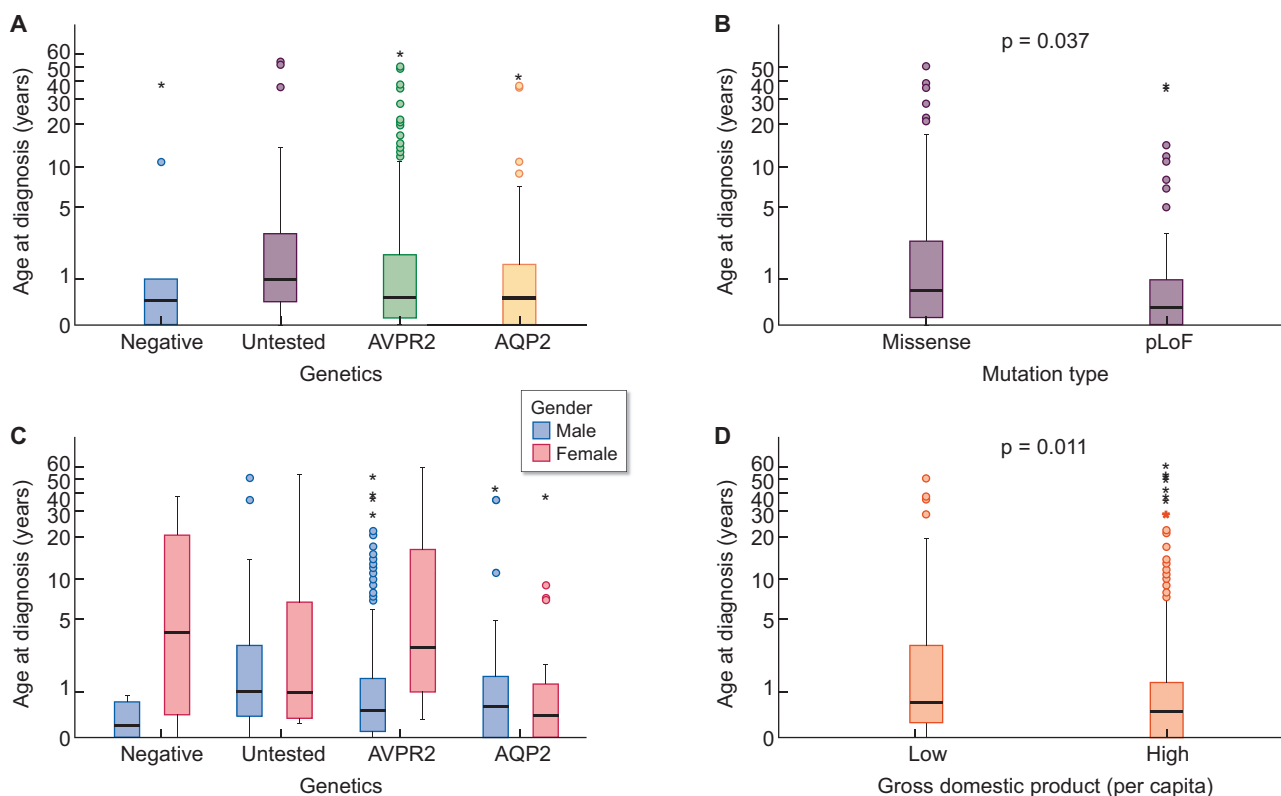 A
Age at diagnosis (years)
60
50
40
30
20
10
5
1
0
*
*
*
Negative
Untested
AVPR2
AQP2
Genetics
B
p = 0.037
Age at diagnosis (years)
50
40
30
20
10
5
1
0
*
*
Missense
pLoF
Mutation type
C
Gender
Male
Female
Age at diagnosis (years)
60
50
40
30
20
10
5
1
0
*
*
*
*
*
*
Negative
Untested
AVPR2
AQP2
Genetics
D
p = 0.011
Age at diagnosis (years)
60
50
40
30
20
10
5
1
0
Low
High
Gross domestic product (per capita)